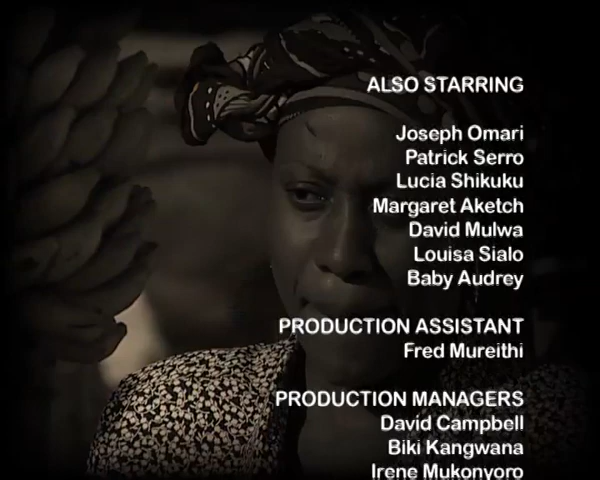 ALSO STARRING
Joseph Omari
Patrick Serro
Lucia Shikuku
Margaret Aketch
David Mulwa
Louisa Sialo
Baby Audrey
PRODUCTION ASSISTANT
Fred Mureithi
PRODUCTION MANAGERS
David Campbell
Biki Kangwana
Irene Mukonyoro